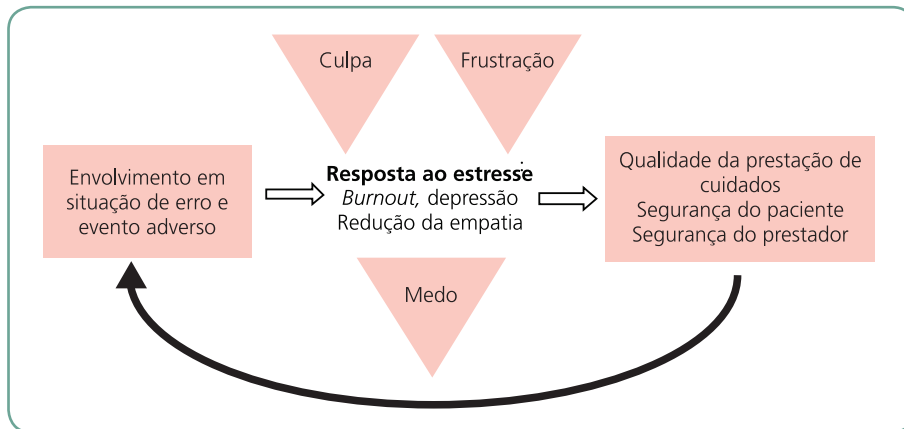 Culpa
Frustração
Envolvimento em
situação de erro e
evento adverso
Resposta ao estresse
Burnout, depressão
Redução da empatia
Qualidade da prestação de
cuidados
Segurança do paciente
Segurança do prestador
Medo